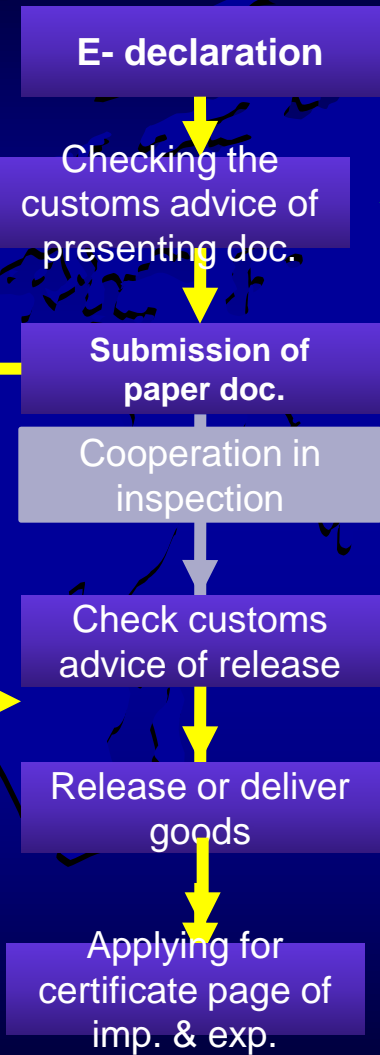 E- declaration
Checking the
customs advice of
presenting doc.
Submission of
paper doc.
Cooperation in
inspection
Check customs
advice of release
Release or deliver
goods
Applying for
certificate page of
imp. & exp.